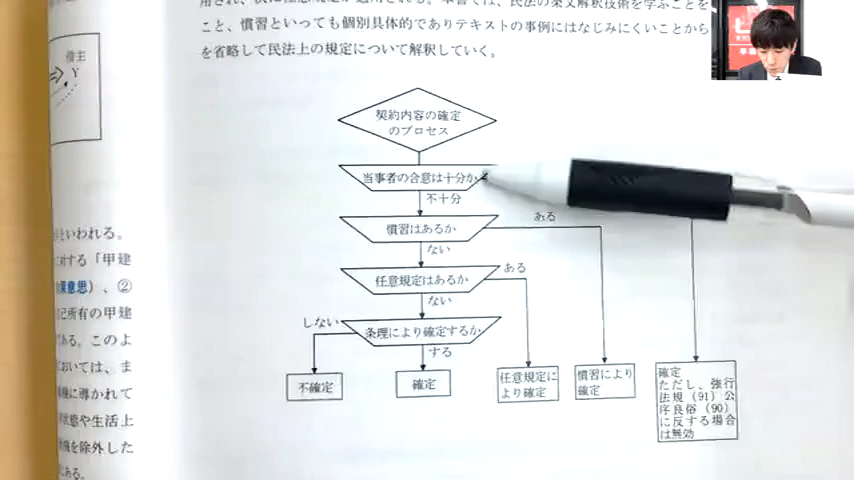 用され、次に任意規定が適用される。本書では、民法の条文解釈技術を学ぶことを
こと、慣習といっても個別具体的でありテキストの事例にはなじみにくいことから
を省略して民法上の規定について解釈していく。
借主
Y
契約内容の確定
のプロセス
当事者の合意は十分か
不十分
慣習はあるか
ある
ない
任意規定はあるか
ある
ない
条理により確定するか
しない
する
不確定
確定
任意規定に
より確定
慣習により
確定
確定
ただし、強行
法規（91）公
序良俗（90）
に反する場合
は無効
といわれる。
対する「甲建
果意思）、②
己所有の甲建
である。このよ
においては、ま
機に導かれて
状態や生活上
機を除外した
にある。